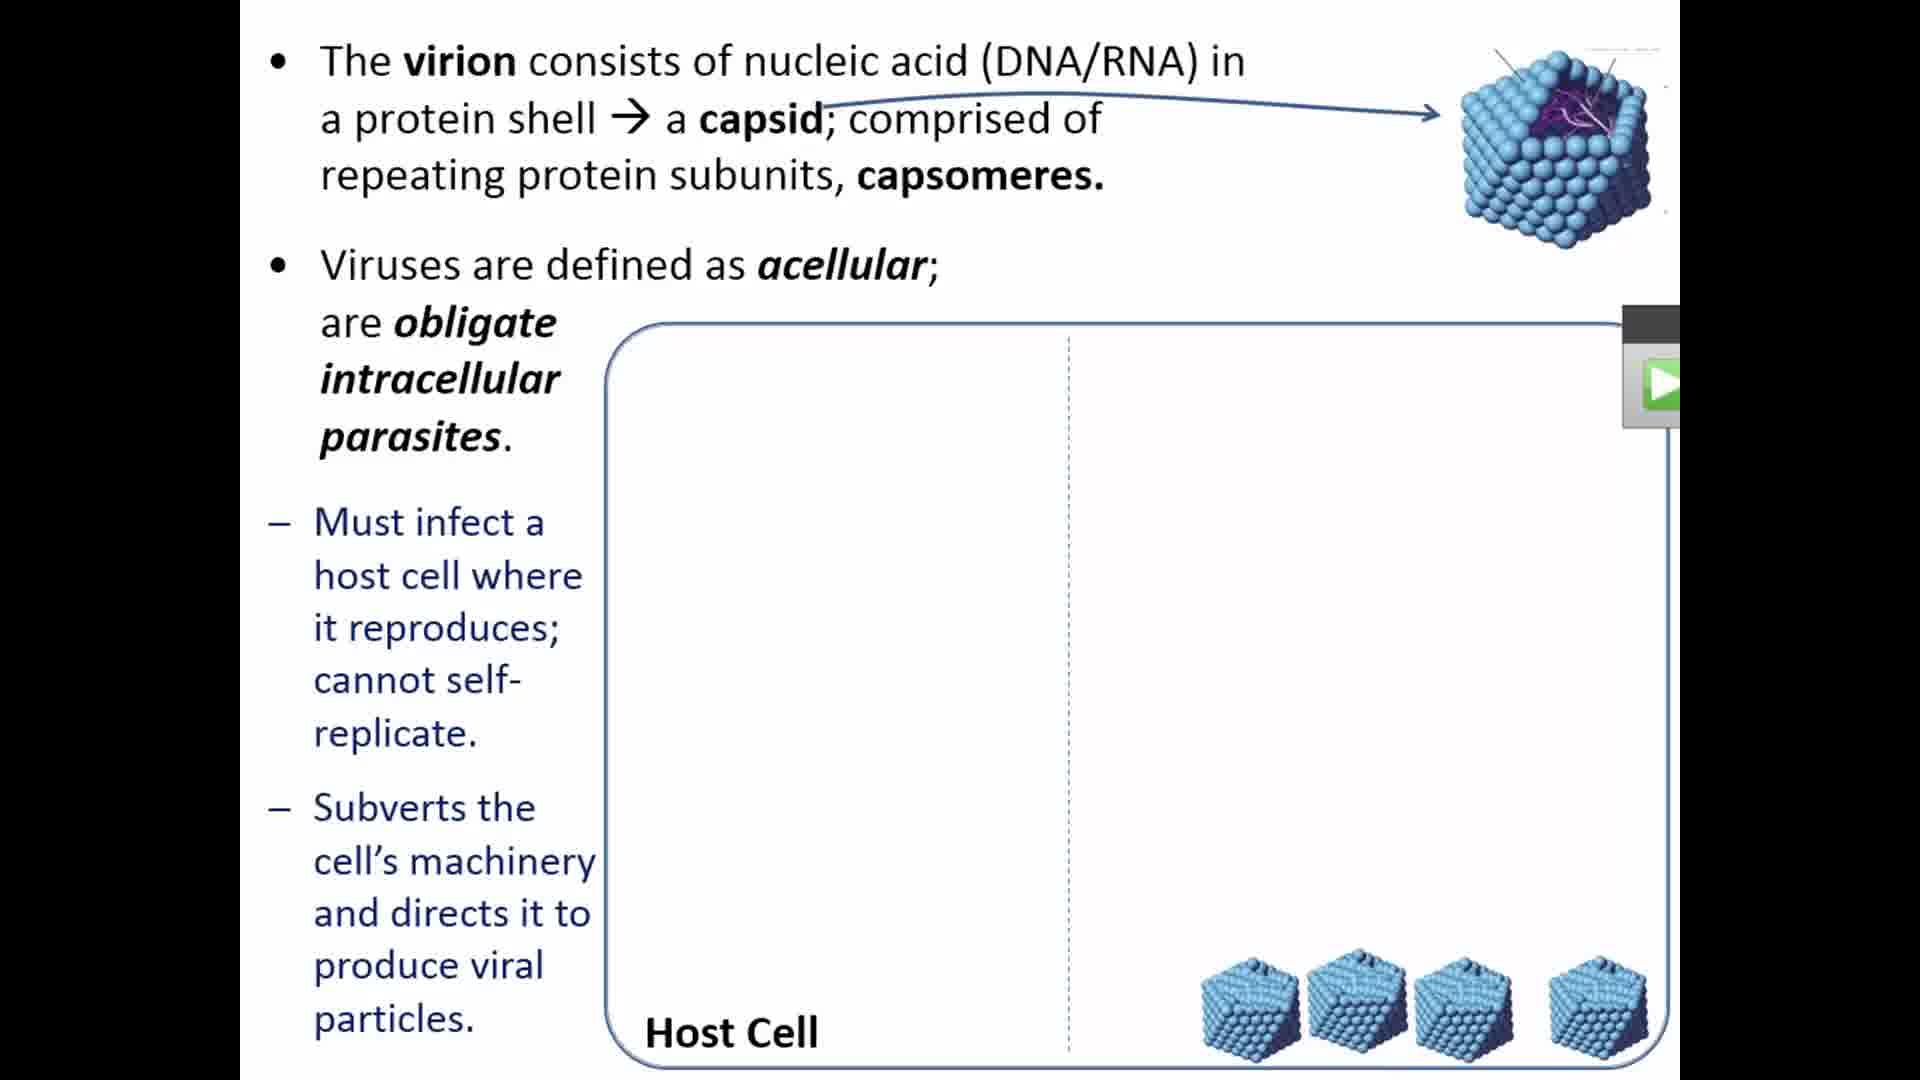 • The virion consists of nucleic acid (DNA/RNA) in
a protein shell → a capsid; comprised of
repeating protein subunits, capsomeres.
• Viruses are defined as acellular;
are obligate
intracellular
parasites.
– Must infect a
host cell where
it reproduces;
cannot self-
replicate.
– Subverts the
cell’s machinery
and directs it to
produce viral
particles.
Host Cell